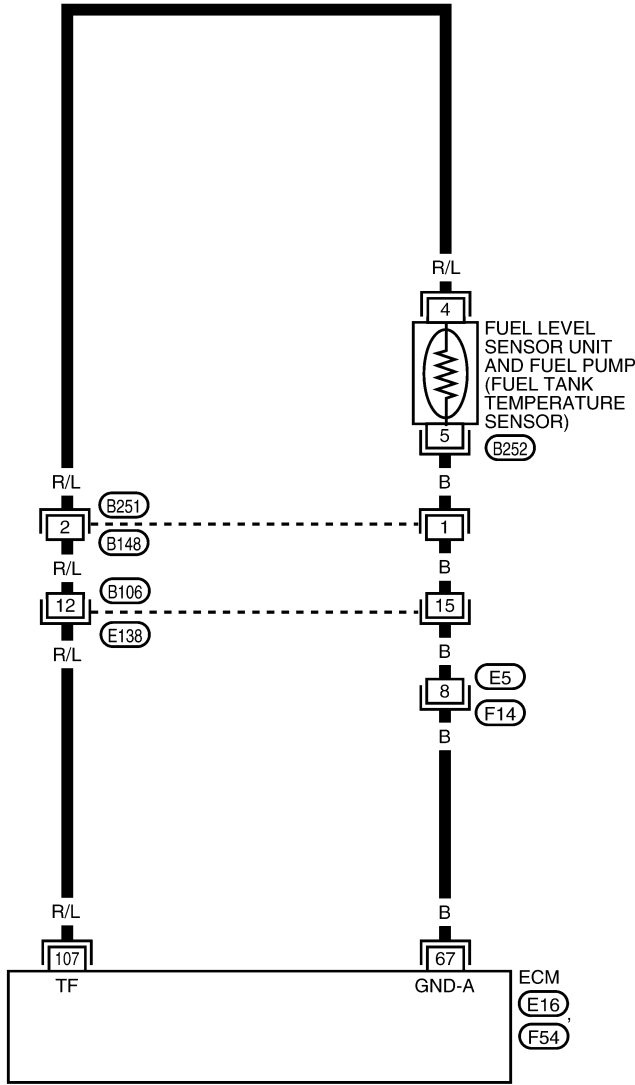 R/L
4
FUEL LEVEL
SENSOR UNIT
AND FUEL PUMP
(FUEL TANK
TEMPERATURE
SENSOR)
5
B252
R/L
B
B251
2
1
B148
R/L
B
B106
12
15
E138
R/L
B
E5
8
F14
B
R/L
B
107
67
TF
GND-A
ECM
E16
,
F54